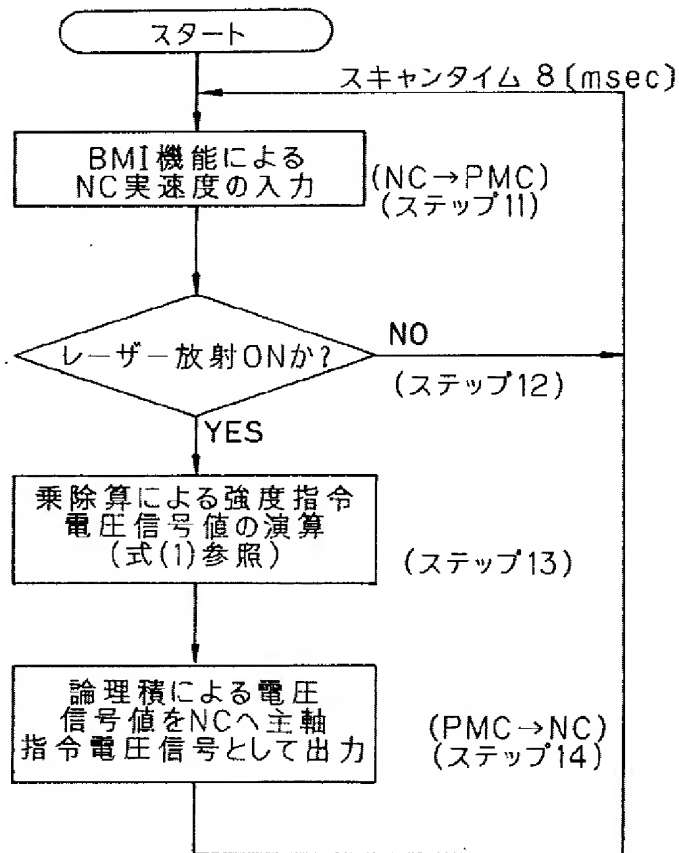 スタート
スキャンタイム 8(msec)
BMI機能による
NC実速度の入力
(NC→PMC)
(ステップ11)
レーザー放射ONか?
NO
(ステップ12)
YES
乗除算による強度指令
電圧信号値の演算
(式(1)参照)
(ステップ13)
論理積による電圧
信号値をNCへ主軸
指令電圧信号として出力
(PMC→NC)
(ステップ14)